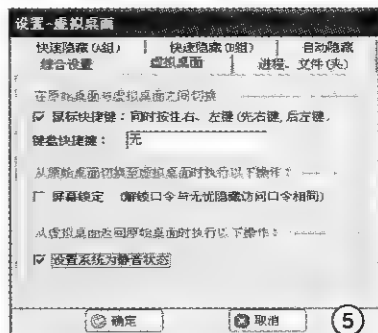 设置-虚拟桌面
快速隐藏(A组) 快速隐藏(B组) 自动隐藏
综合设置 虚拟桌面 进程、文件(夹)
在原始桌面与虚拟桌面之间切换
鼠标快捷键：同时按住右、左键(先右键,后左键,
键盘快捷键： 无
从原始桌面切换至虚拟桌面时执行以下操作：
屏幕锁定 (解锁口令与无忧隐藏访问口令相同)
从虚拟桌面返回原始桌面时执行以下操作：
设置系统为静音状态
确定 取消 ⑤